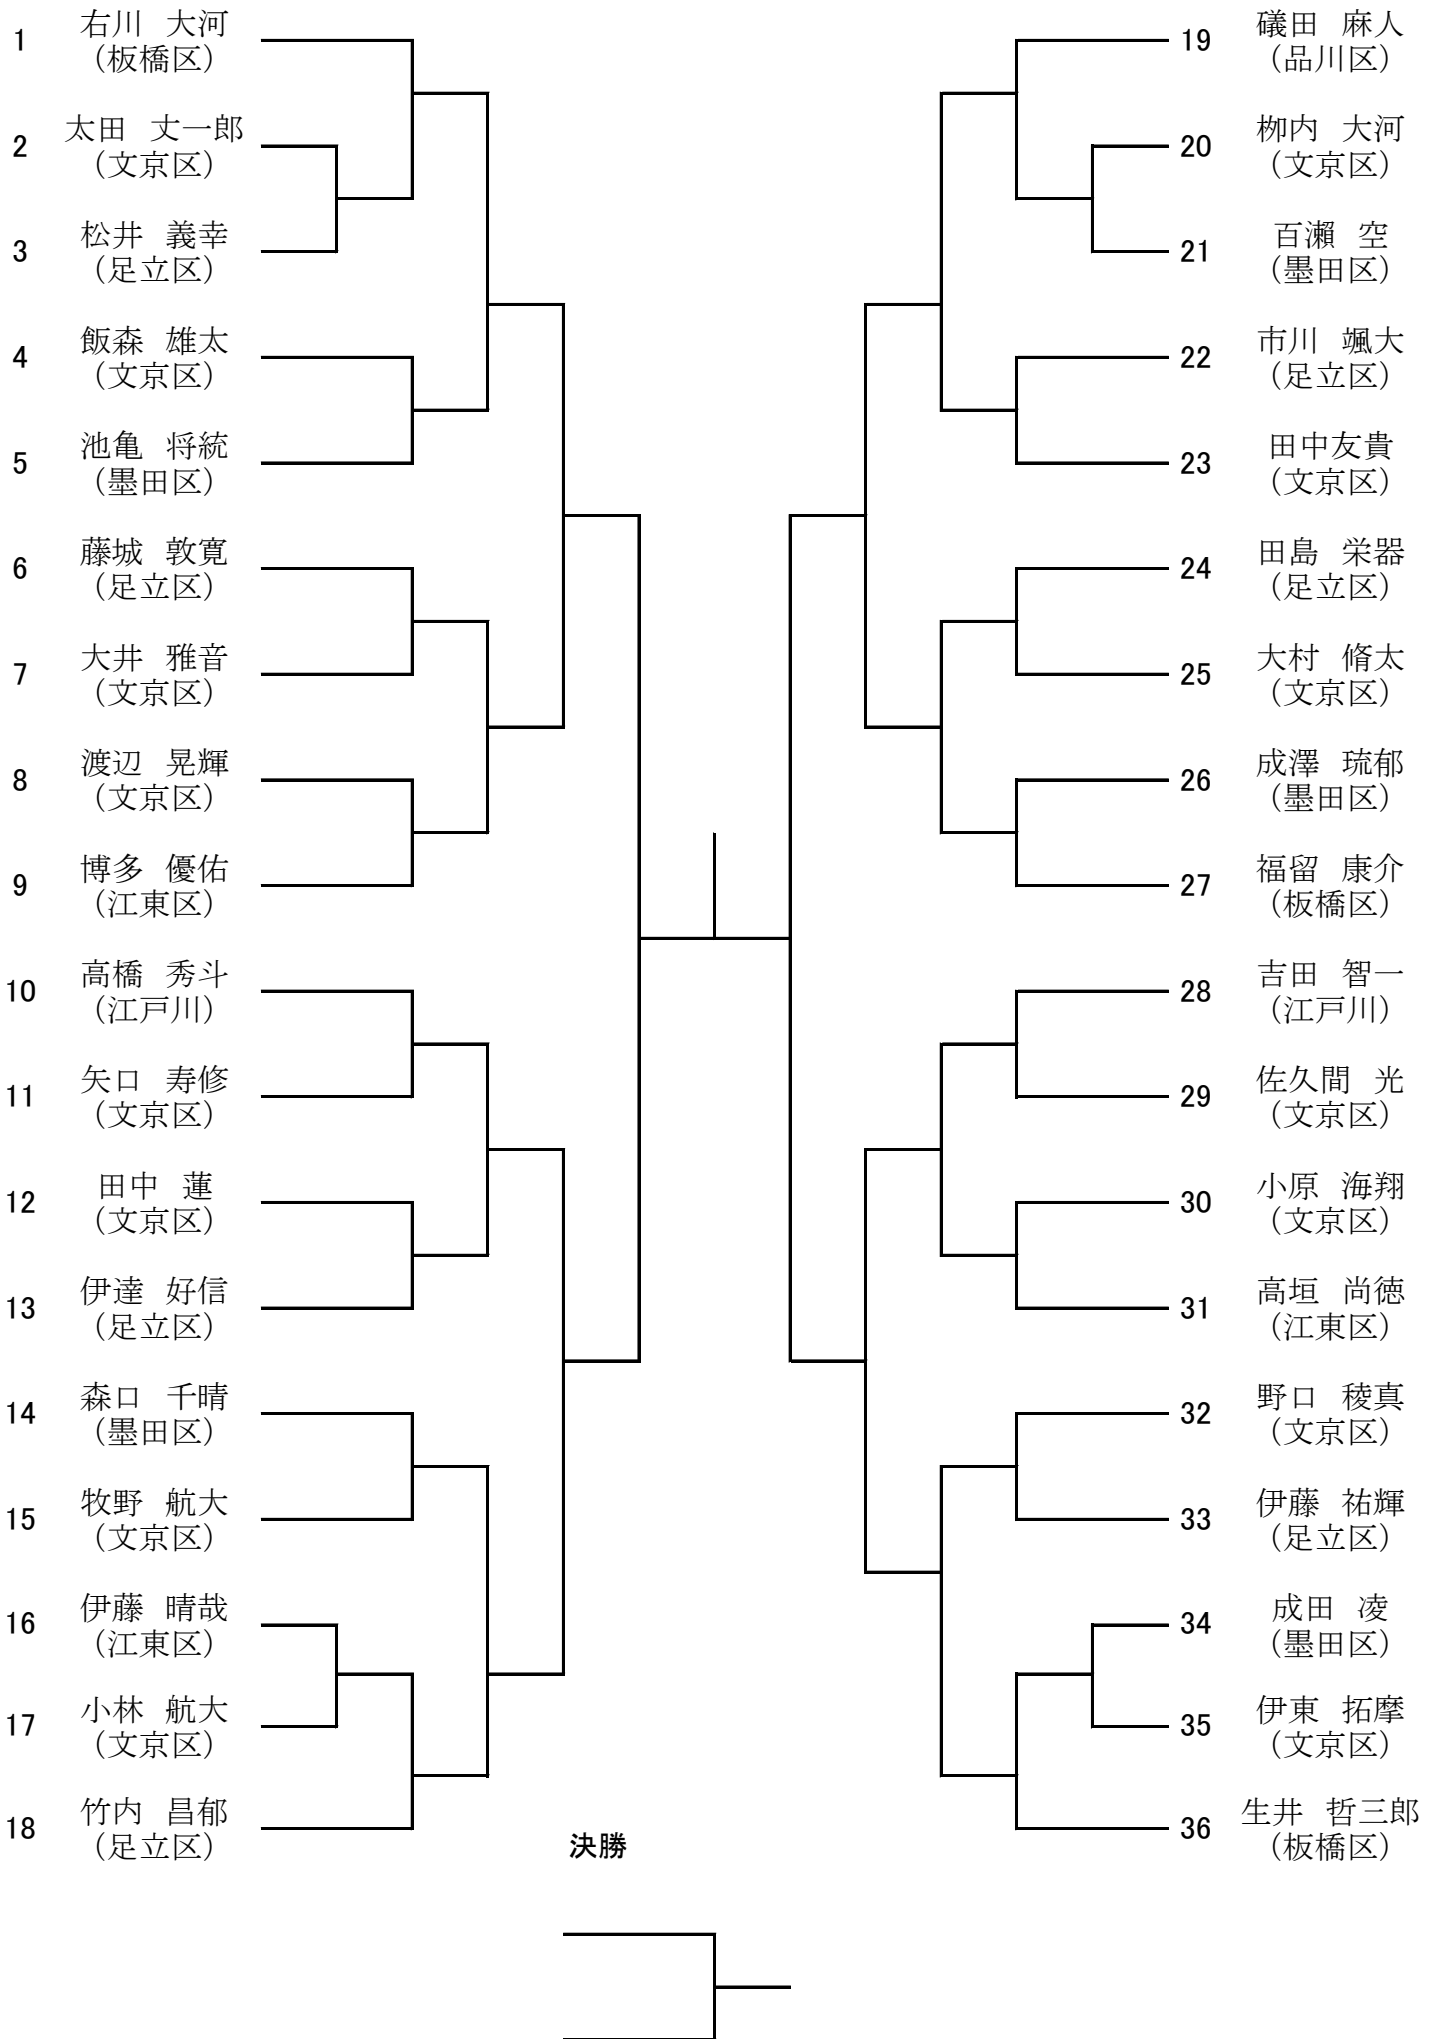 1
右川 大河
(板橋区)
2
太田 丈一郎
(文京区)
3
松井 義幸
(足立区)
4
飯森 雄太
(文京区)
5
池亀 将統
(墨田区)
6
藤城 敦寛
(足立区)
7
大井 雅音
(文京区)
8
渡辺 晃輝
(文京区)
9
博多 優佑
(江東区)
10
高橋 秀斗
(江戸川)
11
矢口 寿修
(文京区)
12
田中 蓮
(文京区)
13
伊達 好信
(足立区)
14
森口 千晴
(墨田区)
15
牧野 航大
(文京区)
16
伊藤 晴哉
(江東区)
17
小林 航大
(文京区)
18
竹内 昌郁
(足立区)
19
礒田 麻人
(品川区)
20
栁内 大河
(文京区)
21
百瀬 空
(墨田区)
22
市川 颯大
(足立区)
23
田中友貴
(文京区)
24
田島 栄器
(足立区)
25
大村 脩太
(文京区)
26
成澤 琉郁
(墨田区)
27
福留 康介
(板橋区)
28
吉田 智一
(江戸川)
29
佐久間 光
(文京区)
30
小原 海翔
(文京区)
31
高垣 尚徳
(江東区)
32
野口 稜真
(文京区)
33
伊藤 祐輝
(足立区)
34
成田 凌
(墨田区)
35
伊東 拓摩
(文京区)
36
生井 哲三郎
(板橋区)
決勝